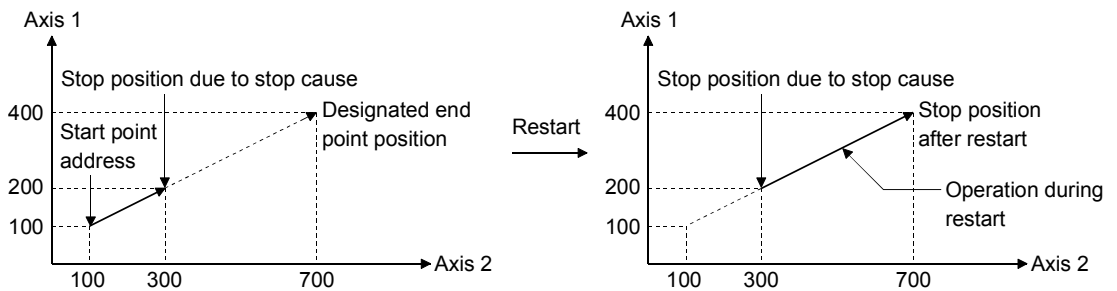 Axis 1
Stop position due to stop cause
400
Designated end
point position
Start point
address
200
100
100
300
700
Axis 2
Restart
Axis 1
Stop position due to stop cause
400
Stop position
after restart
200
Operation during
restart
100
100
300
700
Axis 2